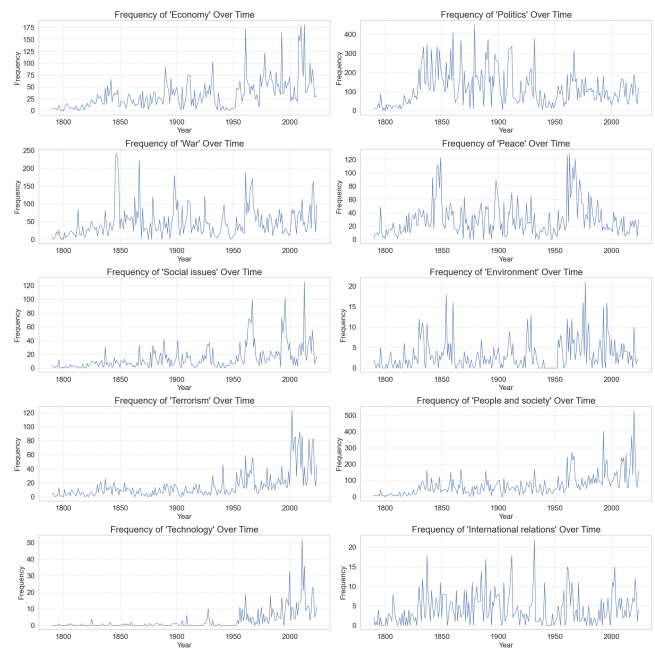 Frequency of 'Economy' Over Time
Frequency
175
150
125
100
75
50
25
0
1800 1850 1900 1950 2000
Year
Frequency of 'Politics' Over Time
Frequency
400
300
200
100
0
1800 1850 1900 1950 2000
Year
Frequency of 'War' Over Time
Frequency
250
200
150
100
50
0
1800 1850 1900 1950 2000
Year
Frequency of 'Peace' Over Time
Frequency
120
100
80
60
40
20
0
1800 1850 1900 1950 2000
Year
Frequency of 'Social issues' Over Time
Frequency
120
100
80
60
40
20
0
1800 1850 1900 1950 2000
Year
Frequency of 'Environment' Over Time
Frequency
20
15
10
5
0
1800 1850 1900 1950 2000
Year
Frequency of 'Terrorism' Over Time
Frequency
120
100
80
60
40
20
0
1800 1850 1900 1950 2000
Year
Frequency of 'People and society' Over Time
Frequency
500
400
300
200
100
0
1800 1850 1900 1950 2000
Year
Frequency of 'Technology' Over Time
Frequency
50
40
30
20
10
0
1800 1850 1900 1950 2000
Year
Frequency of 'International relations' Over Time
Frequency
20
15
10
5
0
1800 1850 1900 1950 2000
Year